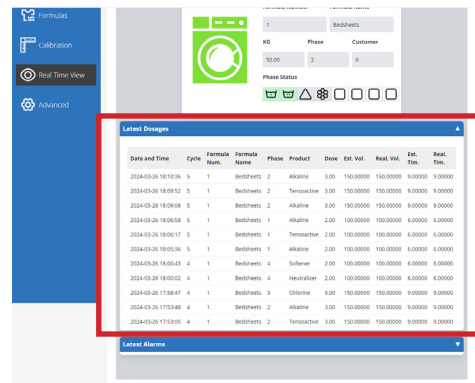 Formulas
Calibration
Real Time View
Advanced
Formula Number Formula Name
1 Bedsheets
KG Phase Customer
50.00 2 0
Phase Status
Latest Dosages
Date and Time Cycle Formula Num. Formula Name Phase Product Dose Est. Vol. Real. Vol. Est. Tim. Real. Tim.
2024-03-26 18:10:36 5 1 Bedsheets 2 Alkaline 3.00 150.00000 150.00000 9.00000 9.00000
2024-03-26 18:09:52 5 1 Bedsheets 2 Tensoactive 3.00 150.00000 150.00000 9.00000 9.00000
2024-03-26 18:09:08 5 1 Bedsheets 2 Alkaline 3.00 150.00000 150.00000 9.00000 9.00000
2024-03-26 18:06:58 5 1 Bedsheets 1 Alkaline 2.00 100.00000 100.00000 6.00000 6.00000
2024-03-26 18:06:17 5 1 Bedsheets 1 Tensoactive 2.00 100.00000 100.00000 6.00000 6.00000
2024-03-26 18:05:36 5 1 Bedsheets 1 Alkaline 2.00 100.00000 100.00000 6.00000 6.00000
2024-03-26 18:00:43 4 1 Bedsheets 4 Softener 2.00 100.00000 100.00000 6.00000 6.00000
2024-03-26 18:00:02 4 1 Bedsheets 4 Neutralizer 2.00 100.00000 100.00000 6.00000 6.00000
2024-03-26 17:58:47 4 1 Bedsheets 3 Chlorine 3.00 150.00000 150.00000 9.00000 9.00000
2024-03-26 17:53:48 4 1 Bedsheets 2 Alkaline 3.00 150.00000 150.00000 9.00000 9.00000
2024-03-26 17:53:05 4 1 Bedsheets 2 Tensoactive 3.00 150.00000 150.00000 9.00000 9.00000
Latest Alarms